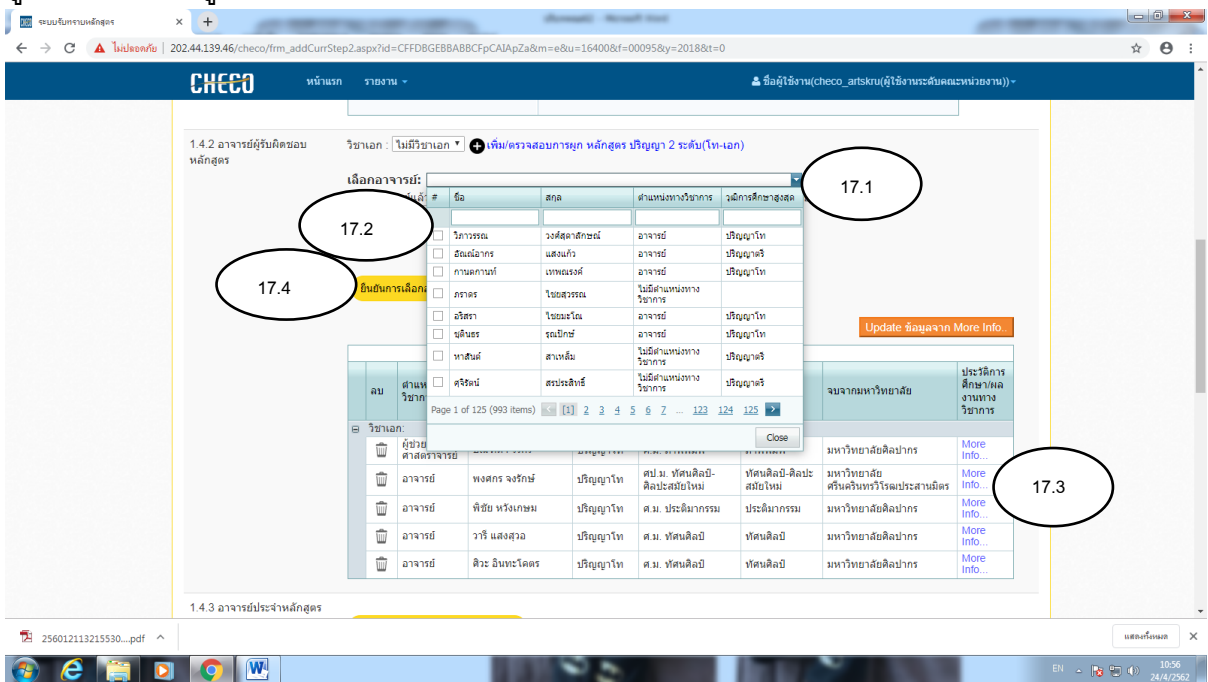 ระบบรับทราบหลักสูตร × +
ไม่ปลอดภัย | 202.44.139.46/checo/frm_addCurrStep2.aspx?id=CFFDBGEBBABBCFpCAIApZa&m=e&u=16400&f=00095&y=2018&t=0
CHECO หน้าแรก รายงาน ชื่อผู้ใช้งาน(checo_artskru(ผู้ใช้งานระดับคณะหน่วยงาน))
1.4.2 อาจารย์ผู้รับผิดชอบ
หลักสูตร
วิชาเอก : ไม่มีวิชาเอก เพิ่ม/ตรวจสอบการผูก หลักสูตร ปริญญา 2 ระดับ(โท-เอก)
เลือกอาจารย์:
17.1
# ชื่อ สกุล ตำแหน่งทางวิชาการ วุฒิการศึกษาสูงสุด
17.2
วิภาวรรณ วงศ์สุดาลักษณ์ อาจารย์ ปริญญาโท
อัณณ์อากร แสงแก้ว อาจารย์ ปริญญาตรี
กานดกานท์ เทพณรงค์ อาจารย์ ปริญญาโท
17.4
ยืนยันการเลือก
ภราดร ไชยสุวรรณ ไม่มีตำแหน่งทาง
วิชาการ
อริสรา ไชยมะโณ อาจารย์ ปริญญาโท
ชุตินธร รุณปักษ์ อาจารย์ ปริญญาโท
Update ข้อมูลจาก More Info..
หาสันต์ สาเหล็ม ไม่มีตำแหน่งทาง
วิชาการ ปริญญาตรี
ศุจิรัตน์ สรประสิทธิ์ ไม่มีตำแหน่งทาง
วิชาการ ปริญญาตรี
Page 1 of 125 (993 items) [1] 2 3 4 5 6 7 ... 123 124 125
Close
ลบ ตำแห
วิชาก
จบจากมหาวิทยาลัย
ประวัติการ
ศึกษา/ผล
งานทาง
วิชาการ
วิชาเอก:
ผู้ช่วย
ศาสตราจารย์
มหาวิทยาลัยศิลปากร More
Info...
อาจารย์ พงศกร จงรักษ์ ปริญญาโท ศป.ม. ทัศนศิลป์-
ศิลปะสมัยใหม่ ทัศนศิลป์-ศิลปะ
สมัยใหม่ มหาวิทยาลัย
ศรีนครินทรวิโรฒประสานมิตร More
Info...
17.3
อาจารย์ พิชัย หวังเกษม ปริญญาโท ศ.ม. ประติมากรรม ประติมากรรม มหาวิทยาลัยศิลปากร More
Info...
อาจารย์ วารี แสงสุวอ ปริญญาโท ศ.ม. ทัศนศิลป์ ทัศนศิลป์ มหาวิทยาลัยศิลปากร More
Info...
อาจารย์ ศิวะ อินทะโคตร ปริญญาโท ศ.ม. ทัศนศิลป์ ทัศนศิลป์ มหาวิทยาลัยศิลปากร More
Info...
1.4.3 อาจารย์ประจำหลักสูตร
256012113215530....pdf
แสดงทั้งหมด
EN 10:56
24/4/2562